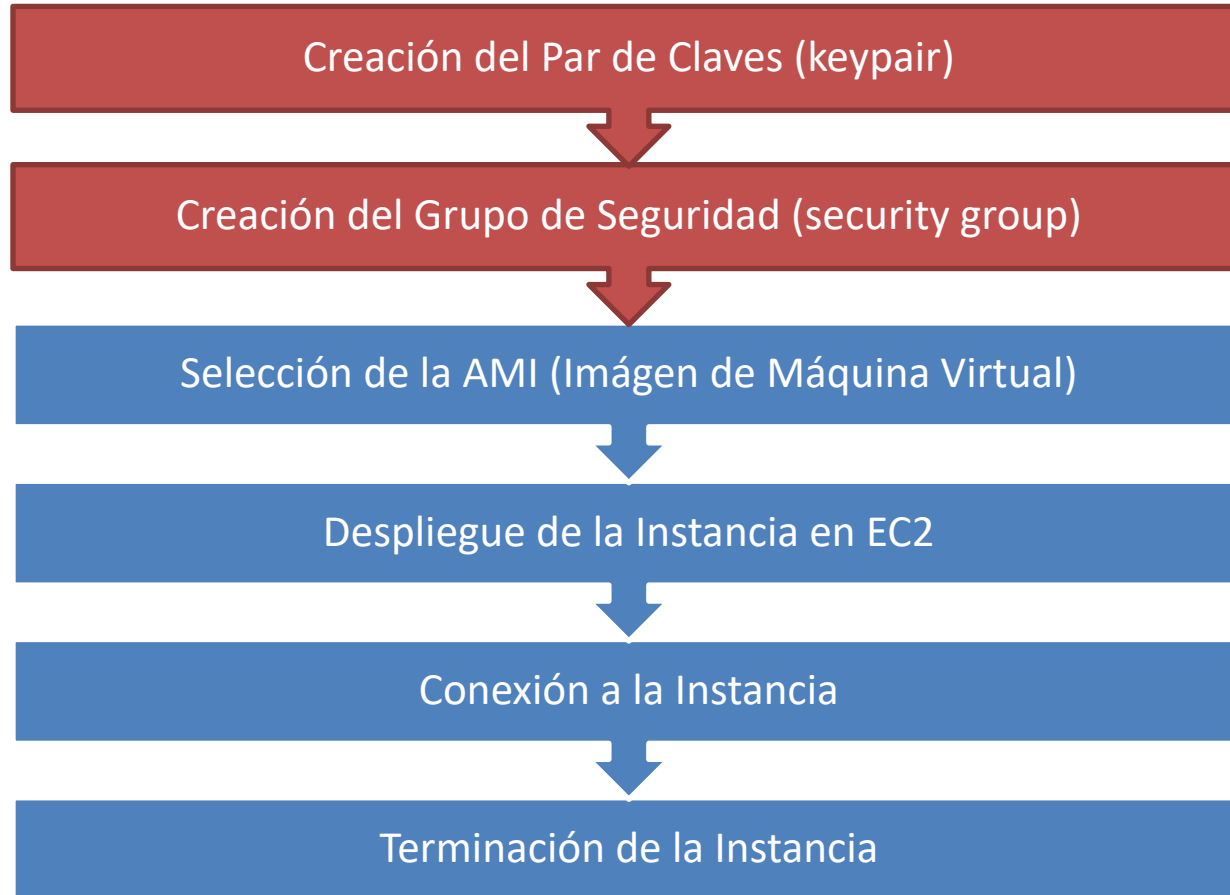 Creación del Par de Claves (keypair)
Creación del Grupo de Seguridad (security group)
Selección de la AMI (Imágen de Máquina Virtual)
Despliegue de la Instancia en EC2
Conexión a la Instancia
Terminación de la Instancia